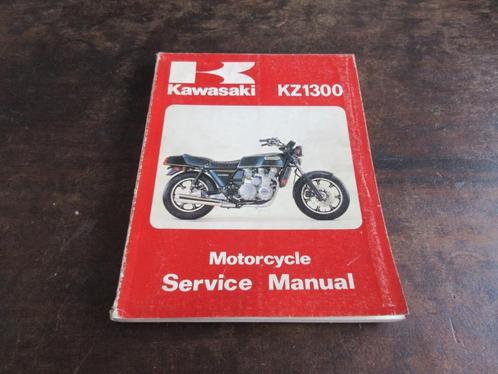 Kawasaki KZ1300
Motorcycle
Service Manual